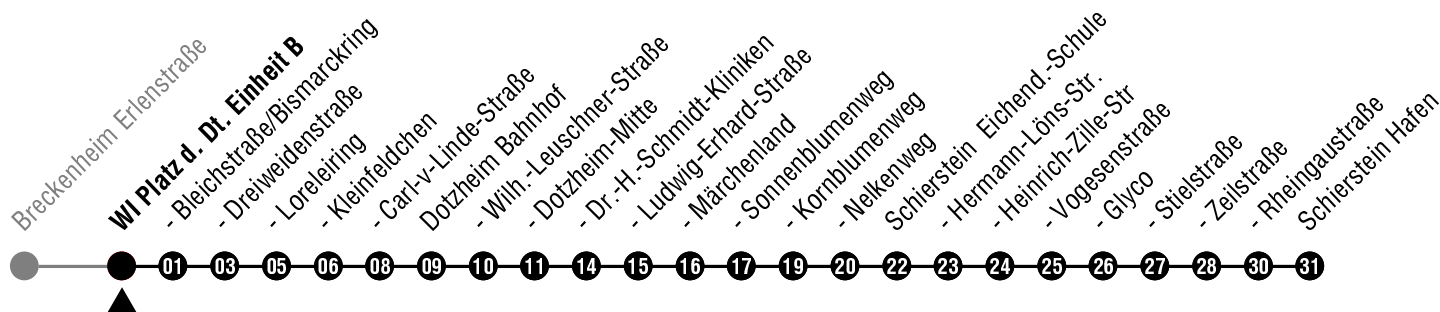 Breckenheim Erlenstraße
WI Platz d. Dt. Einheit B
- Bleichstraße/Bismarckring
- Dreiweidenstraße
- Loreleiring
- Kleinfeldchen
- Carl-v-Linde-Straße
Dotzheim Bahnhof
- Wilh.-Leuschner-Straße
- Dotzheim-Mitte
- Dr.-H.-Schmidt-Kliniken
- Ludwig-Erhard-Straße
- Märchenland
- Sonnenblumenweg
- Kornblumenweg
- Nelkenweg
Schierstein Eichend.-Schule
- Hermann-Löns-Str.
- Heinrich-Zille-Str
- Vogesenstraße
- Glyco
- Stielstraße
- Zeilstraße
- Rheingaustraße
Schierstein Hafen
01 03 05 06 08 09 10 11 14 15 16 17 19 20 22 23 24 25 26 27 28 30 31